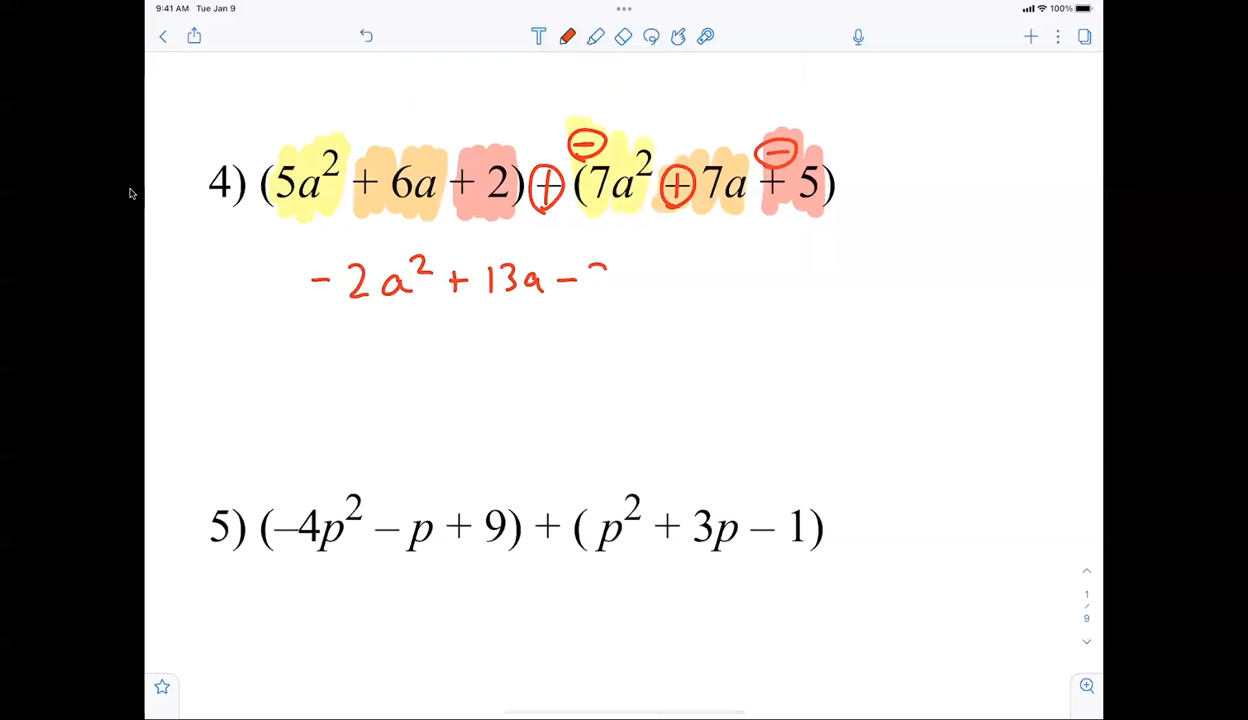 9:41 AM Tue Jan 9
100%
4) (5a² + 6a + 2) + (7a² + 7a + 5)
− −
- 2a² + 13a -
5) (–4p² – p + 9) + ( p² + 3p – 1)
1
/
9